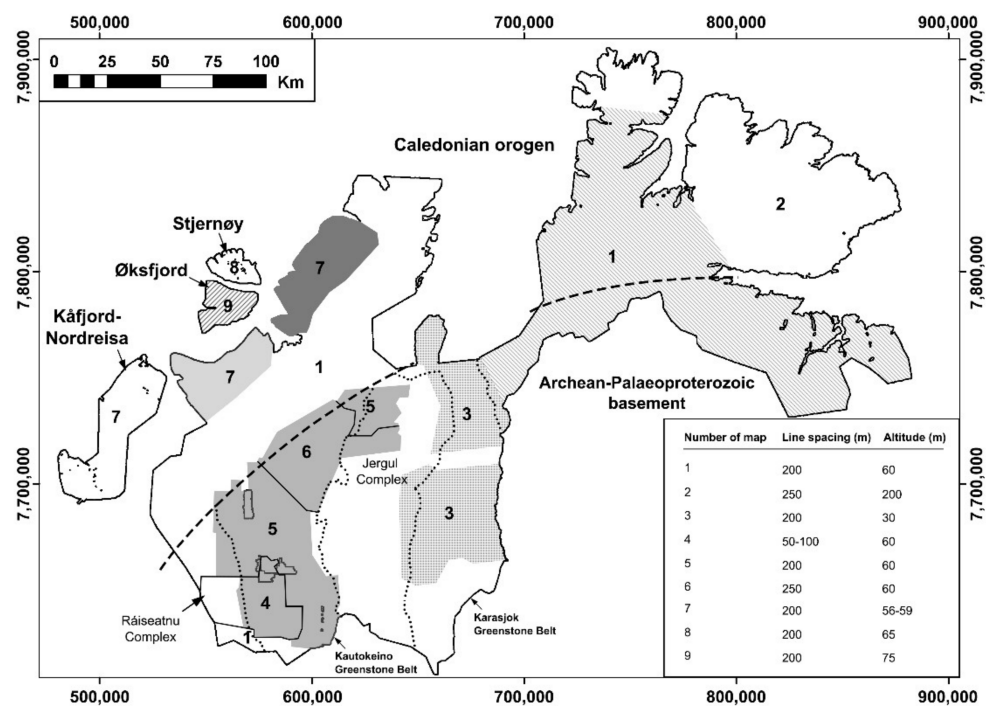 500,000 600,000 700,000 800,000 900,000
7,900,000 7,900,000
0 25 50 75 100
Km
Caledonian orogen
2
Stjernøy
1
7
8
7,800,000 7,800,000
Øksfjord
9
Kåfjord-
Nordreisa
1
7
Archean-Palaeoproterozoic
basement
5
3
7
6
Jergul
Complex
7,700,000 7,700,000
3
5
4
Ráiseatnu
Complex
1
Karasjok
Greenstone Belt
Kautokeino
Greenstone Belt
Number of map Line spacing (m) Altitude (m)
1 200 60
2 250 200
3 200 30
4 50-100 60
5 200 60
6 250 60
7 200 56-59
8 200 65
9 200 75
500,000 600,000 700,000 800,000 900,000